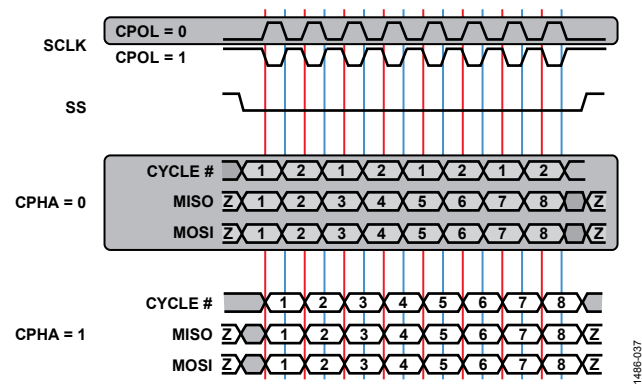 CPOL = 0
SCLK
CPOL = 1
SS
CYCLE # 1 2 1 2 1 2 1 2
CPHA = 0 MISO Z 1 2 3 4 5 6 7 8 Z
MOSI Z 1 2 3 4 5 6 7 8 Z
CYCLE # 1 2 3 4 5 6 7 8
CPHA = 1 MISO Z 1 2 3 4 5 6 7 8 Z
MOSI Z 1 2 3 4 5 6 7 8 Z
1486-037